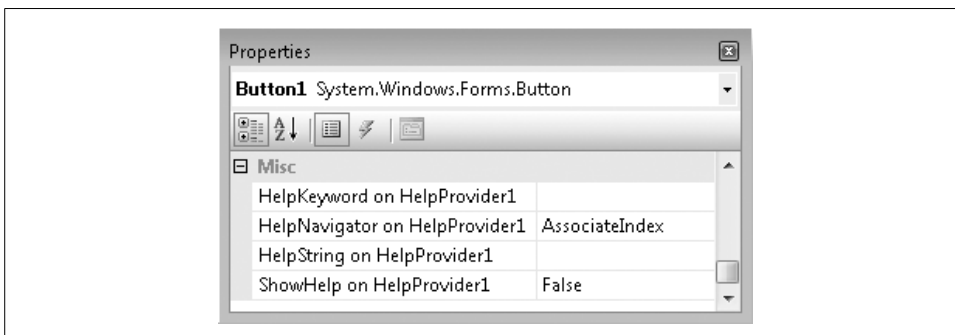 Properties
Button1 System.Windows.Forms.Button
A
Z
Misc
HelpKeyword on HelpProvider1
HelpNavigator on HelpProvider1 AssociateIndex
HelpString on HelpProvider1
ShowHelp on HelpProvider1 False